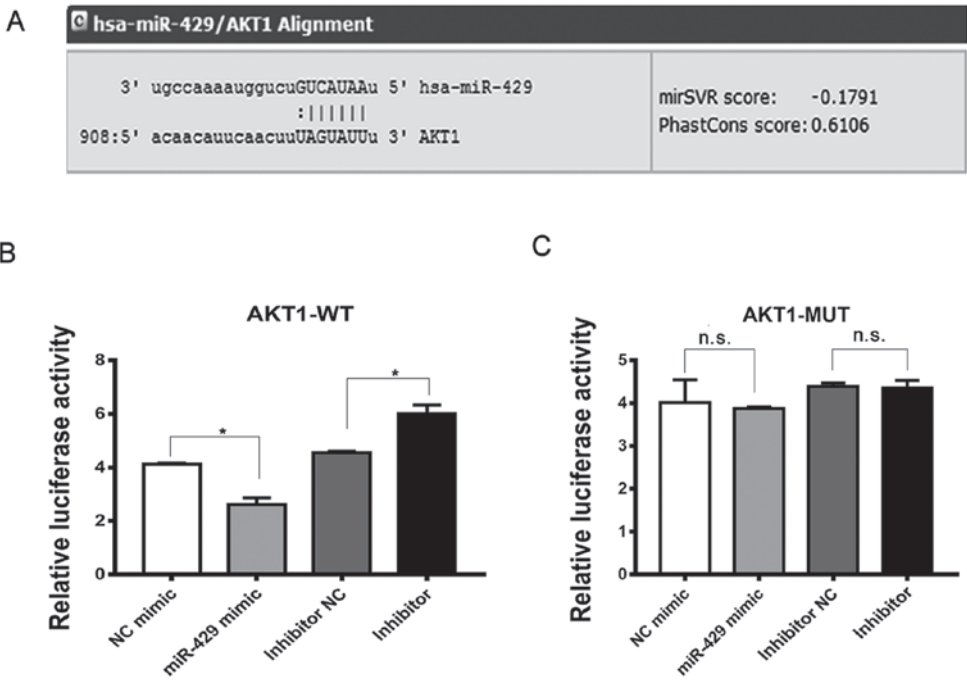 A
hsa-miR-429/AKT1 Alignment
3' ugccaaaauggucuGUCAUAAu 5' hsa-miR-429
:||||||
908:5' acaacauucaacuuUAGUAUUu 3' AKT1
mirSVR score: -0.1791
PhastCons score: 0.6106
B
AKT1-WT
Relative luciferase activity
8
6
4
2
0
*
*
NC mimic
miR-429 mimic
Inhibitor NC
Inhibitor
C
AKT1-MUT
Relative luciferase activity
5
4
3
2
1
0
n.s.
n.s.
NC mimic
miR-429 mimic
Inhibitor NC
Inhibitor